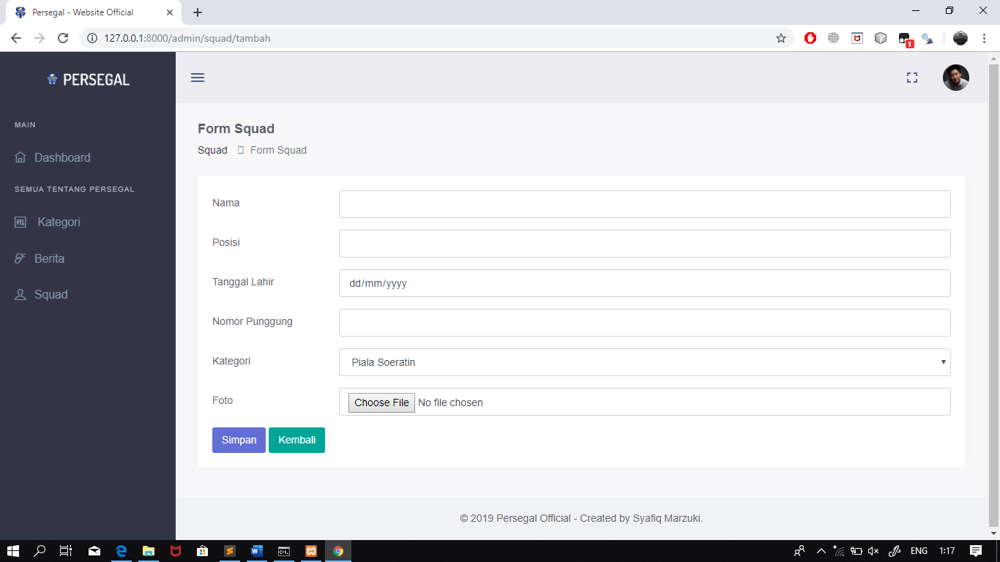 Persegal - Website Official
127.0.0.1:8000/admin/squad/tambah
1
PERSEGAL
MAIN
Dashboard
SEMUA TENTANG PERSEGAL
Kategori
Berita
Squad
Form Squad
Squad Form Squad
Nama
Posisi
Tanggal Lahir dd/mm/yyyy
Nomor Punggung
Kategori Piala Soeratin
Foto Choose File No file chosen
Simpan Kembali
© 2019 Persegal Official - Created by Syafiq Marzuki.
ENG 1:17